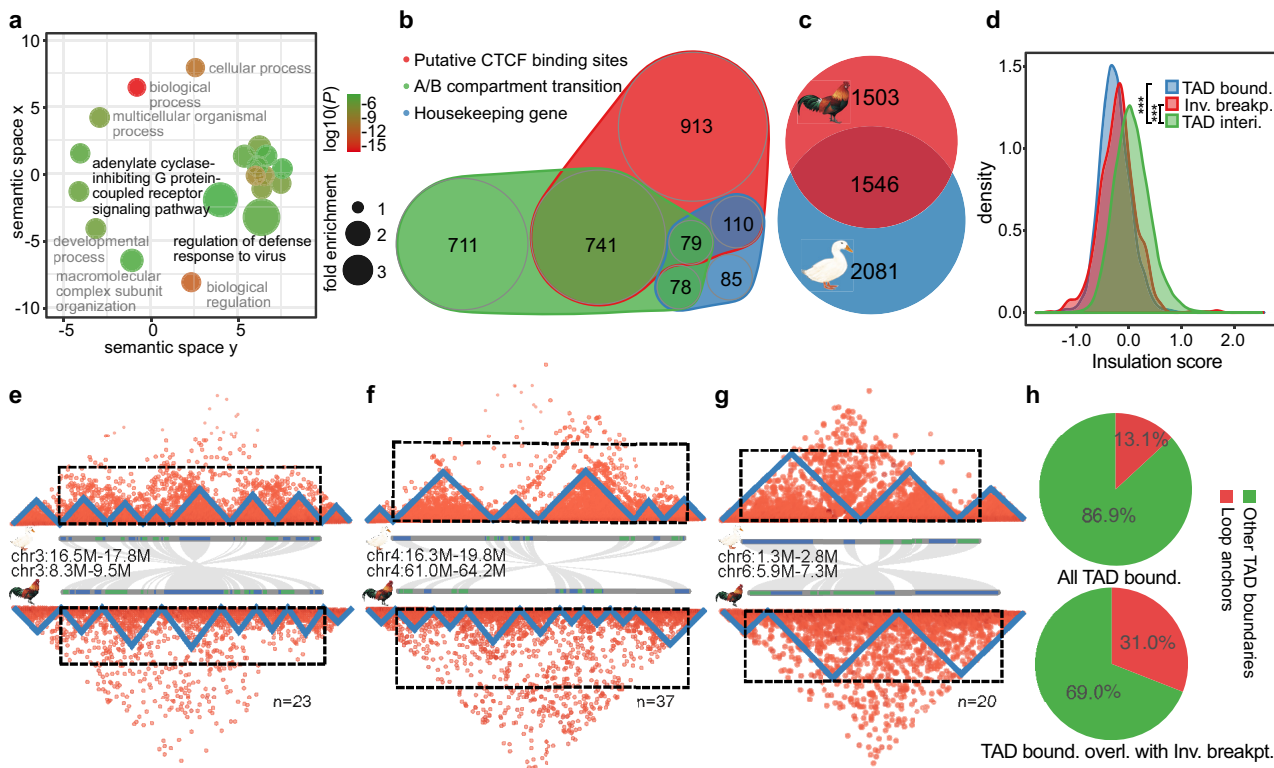 a
10
5
0
-5
-10
-5
0
5
semantic space x
semantic space y
cellular process
biological
process
multicellular organismal
process
adenylate cyclase-
inhibiting G protein-
coupled receptor
signaling pathway
developmental
process
regulation of defense
response to virus
macromolecular
complex subunit
organization
biological
regulation
log10(P)
-6
-9
-12
-15
fold enrichment
1
2
3
b
Putative CTCF binding sites
A/B compartment transition
Housekeeping gene
913
711
741
79
110
78
85
c
1503
1546
2081
d
density
1.5
1.0
0.5
0.0
-1.0
0.0
1.0
2.0
Insulation score
TAD bound.
Inv. breakp.
TAD interi.
***
***
e
chr3:16.5M-17.8M
chr3:8.3M-9.5M
n=23
f
chr4:16.3M-19.8M
chr4:61.0M-64.2M
n=37
g
chr6:1.3M-2.8M
chr6:5.9M-7.3M
n=20
h
13.1%
86.9%
All TAD bound.
31.0%
69.0%
TAD bound. overl. with Inv. breakpt.
Other TAD boundaries
Loop anchors